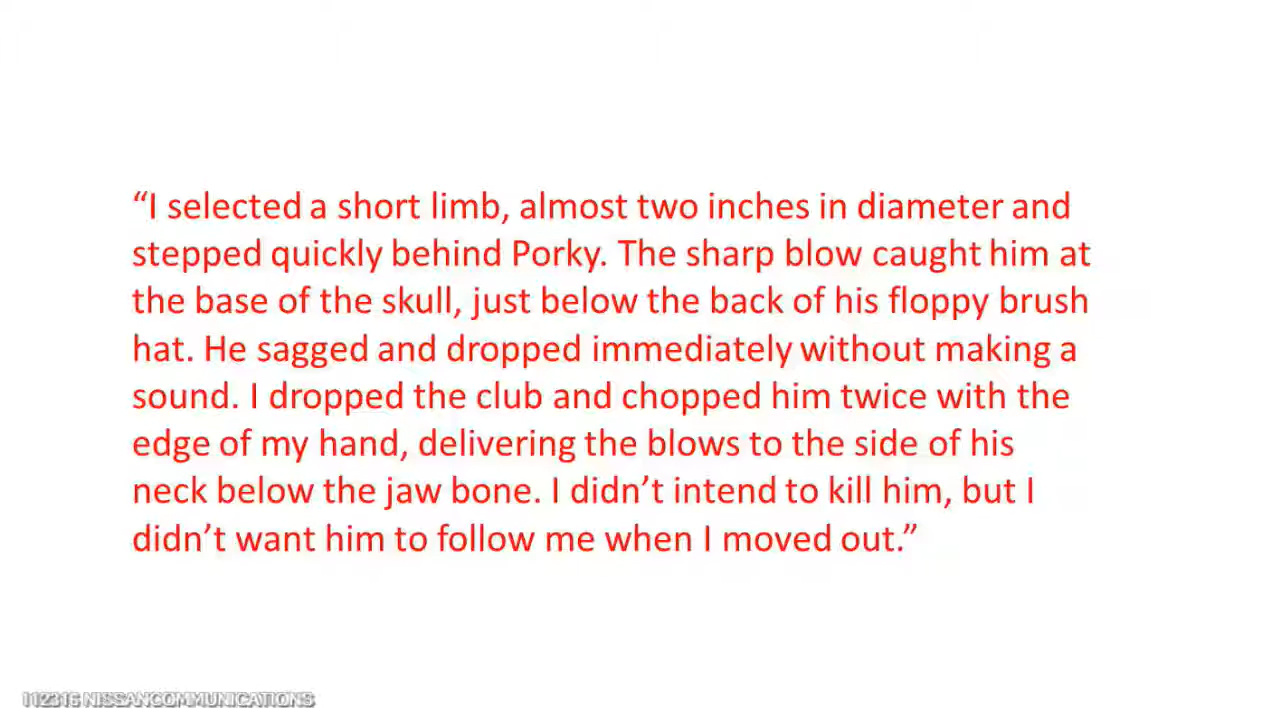 “I selected a short limb, almost two inches in diameter and
stepped quickly behind Porky. The sharp blow caught him at
the base of the skull, just below the back of his floppy brush
hat. He sagged and dropped immediately without making a
sound. I dropped the club and chopped him twice with the
edge of my hand, delivering the blows to the side of his
neck below the jaw bone. I didn’t intend to kill him, but I
didn’t want him to follow me when I moved out.”
112316 NISSANCOMMUNICATIONS